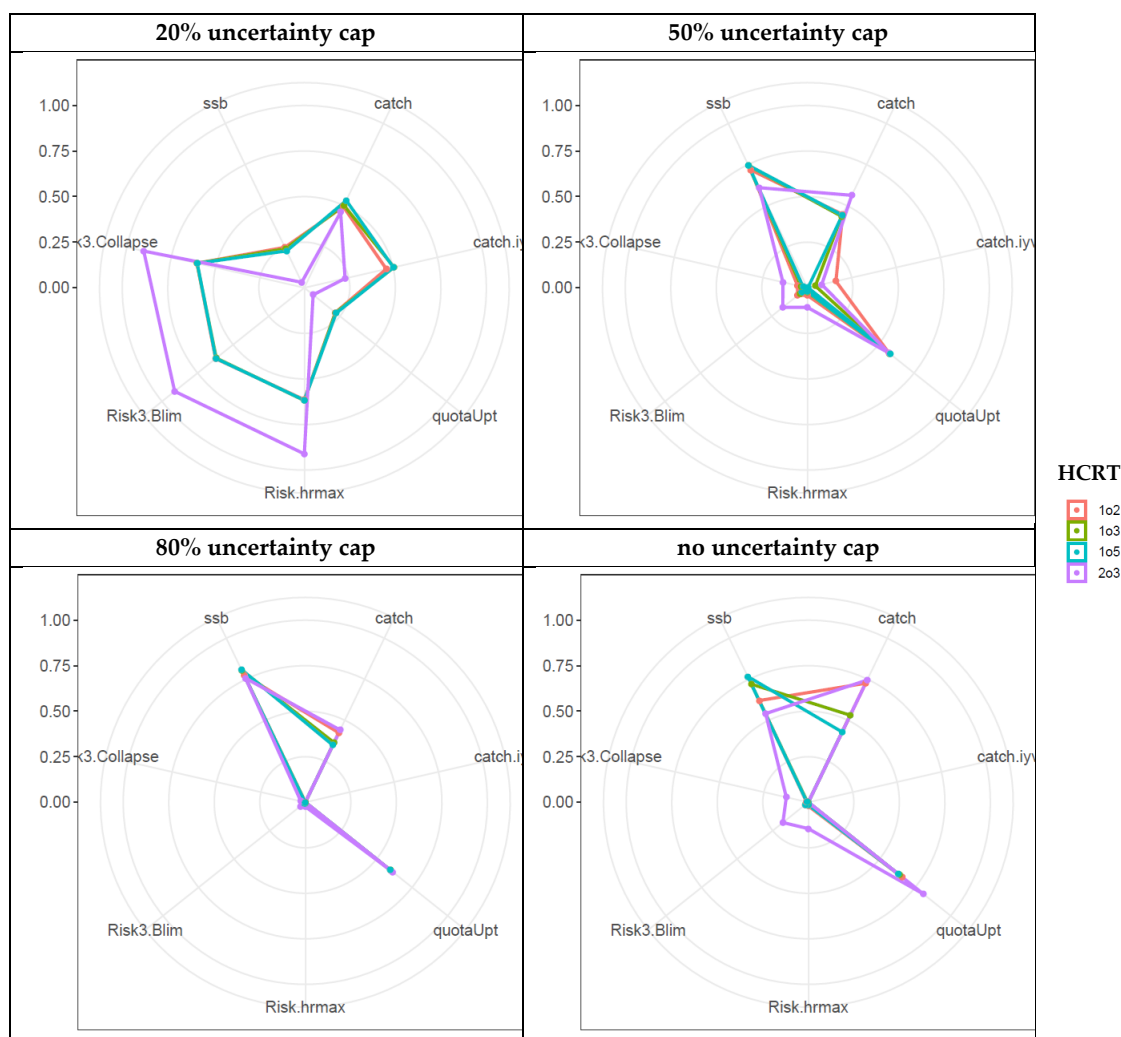 20% uncertainty cap
50% uncertainty cap
ssb
catch
1.00
0.75
0.50
0.25
0.00
k3.Collapse
catch.iyv
Risk3.Blim
quotaUpt
Risk.hrmax
ssb
catch
1.00
0.75
0.50
0.25
0.00
k3.Collapse
catch.iyv
Risk3.Blim
quotaUpt
Risk.hrmax
HCRT
1o2
1o3
1o5
2o3
80% uncertainty cap
no uncertainty cap
ssb
catch
1.00
0.75
0.50
0.25
0.00
k3.Collapse
catch.iyv
Risk3.Blim
quotaUpt
Risk.hrmax
ssb
catch
1.00
0.75
0.50
0.25
0.00
k3.Collapse
catch.iyv
Risk3.Blim
quotaUpt
Risk.hrmax